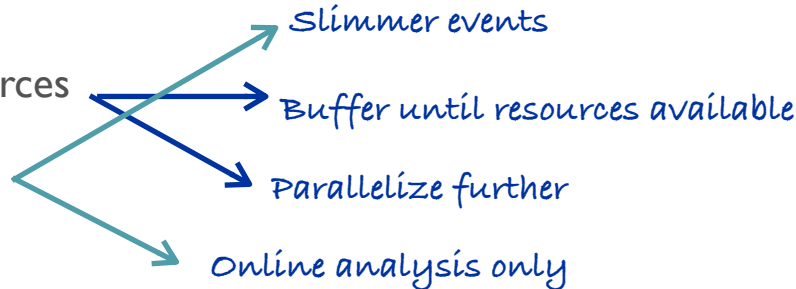 Slimmer events
rces
Buffer until resources available
Parallelize further
Online analysis only